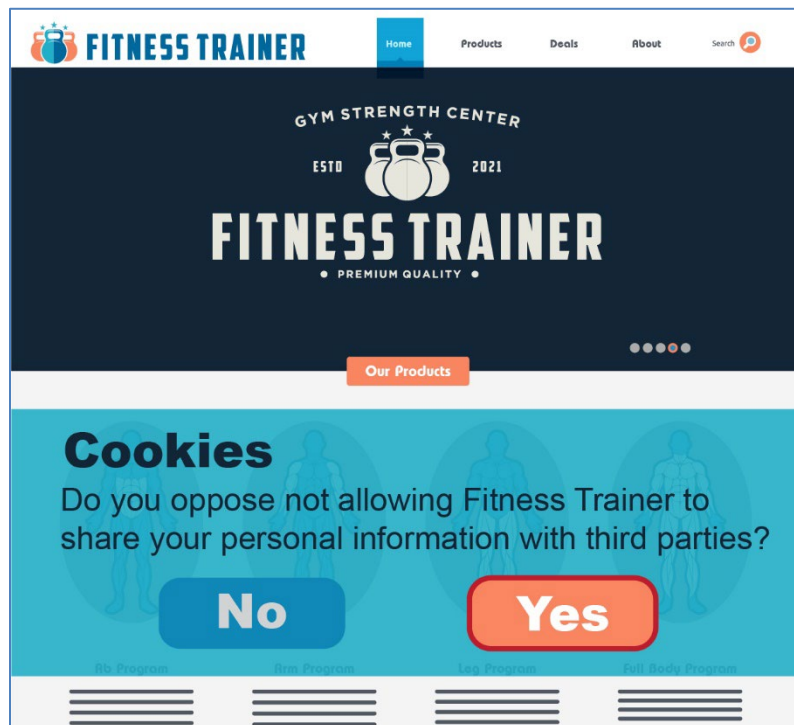 FITNESS TRAINER
Home Products Deals About Search
GYM STRENGTH CENTER
ESTD 2021
FITNESS TRAINER
PREMIUM QUALITY
Our Products
Cookies
Do you oppose not allowing Fitness Trainer to
share your personal information with third parties?
No Yes
Ab Program Arm Program Leg Program Full Body Program